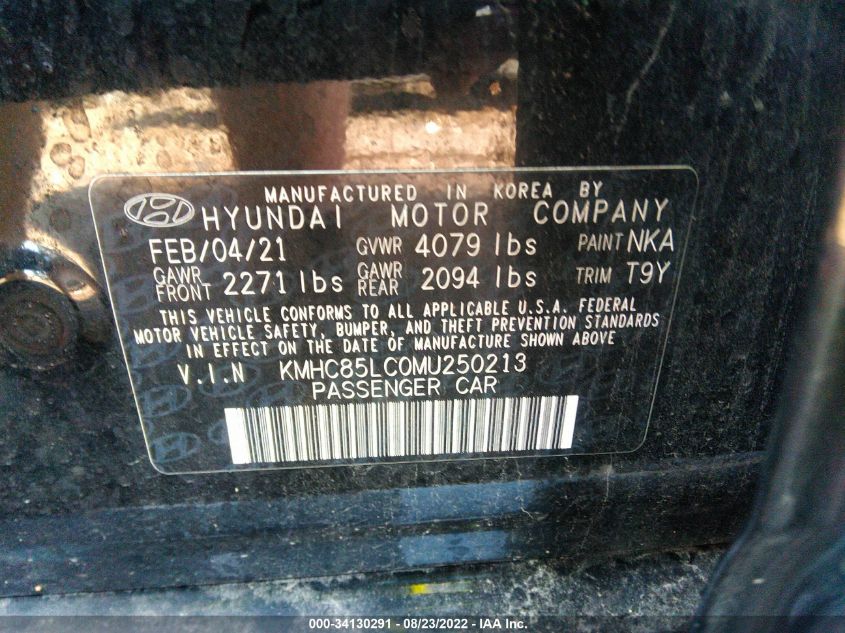 MANUFACTURED IN KOREA BY
HYUNDAI MOTOR COMPANY
FEB/04/21 GVWR 4079 lbs PAINT NKA
GAWR FRONT 2271 lbs GAWR REAR 2094 lbs TRIM T9Y
THIS VEHICLE CONFORMS TO ALL APPLICABLE U.S.A. FEDERAL
MOTOR VEHICLE SAFETY, BUMPER, AND THEFT PREVENTION STANDARDS
IN EFFECT ON THE DATE OF MANUFACTURE SHOWN ABOVE
V.I.N KMHC85LC0MU250213
PASSENGER CAR
000-34130291 - 08/23/2022 - IAAI.com